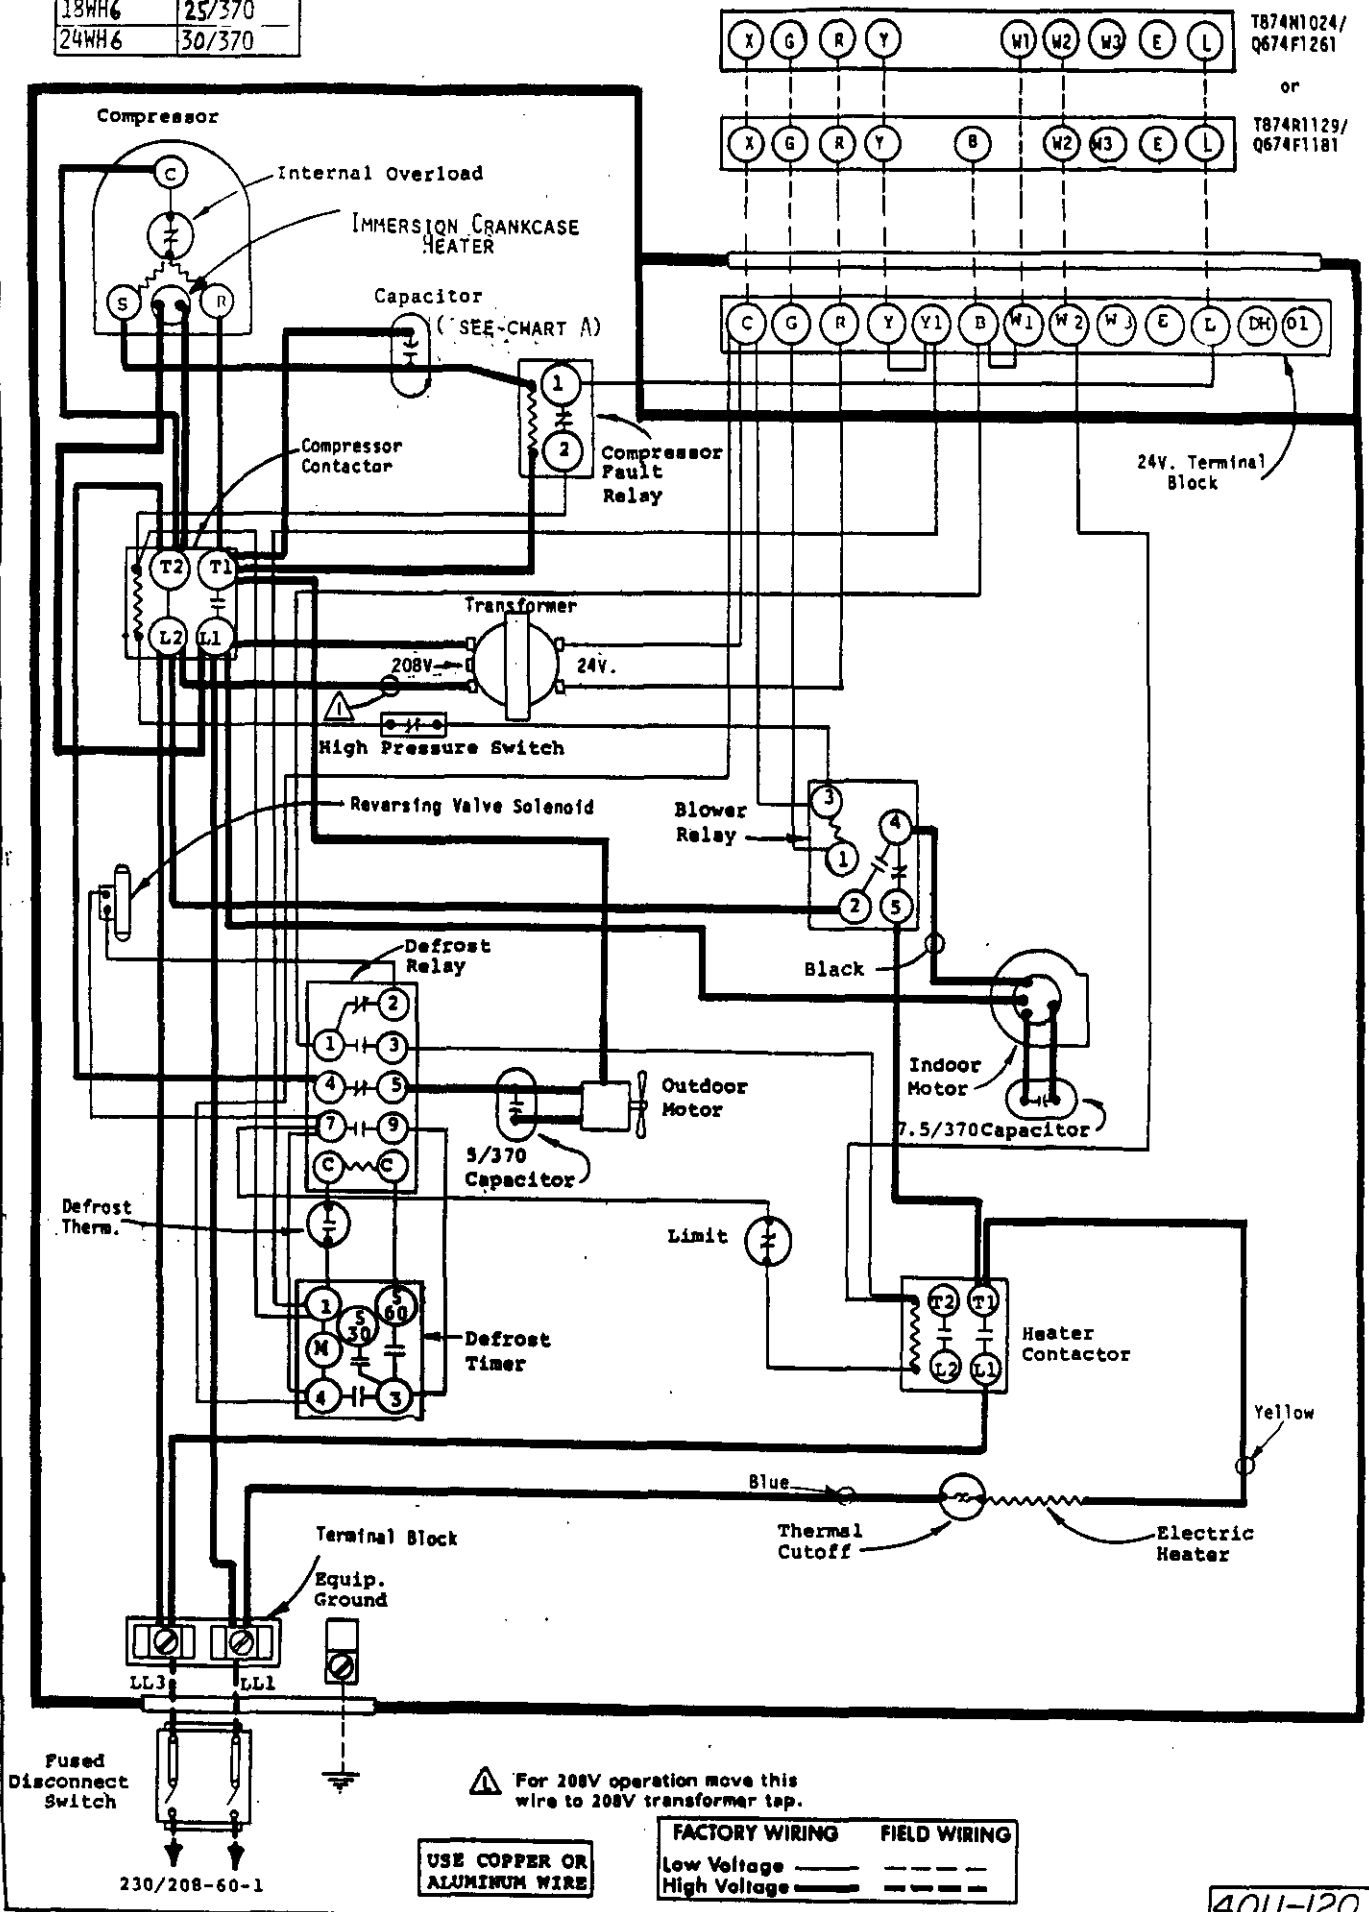 18WH6 25/370
24WH6 30/370
X G R Y W1 W2 W3 E L
T874N1024/
Q674F1261
or
X G R Y B W2 W3 E L
T874R1129/
Q674F1181
Compressor
C
Internal Overload
IMMERSION CRANKCASE
HEATER
S R
Capacitor
(SEE-CHART A)
C G R Y Y1 B W1 W2 W3 E L DH D1
24V. Terminal
Block
1
2
Compressor
Fault
Relay
Compressor
Contactor
T2 T1
L2 L1
Transformer
208V
24V.
1
High Pressure Switch
Reversing Valve Solenoid
Blower
Relay
3
4
1
2
5
Black
Defrost
Relay
2
1 3
4 5
7 9
C C
Outdoor
Motor
5/370
Capacitor
Indoor
Motor
7.5/370 Capacitor
Defrost
Therm.
Limit
1
S
60
S
30
M
4 3
Defrost
Timer
T2 T1
L2 L1
Heater
Contactor
Yellow
Blue
Thermal
Cutoff
Electric
Heater
Terminal Block
Equip.
Ground
LL3 LL1
Fused
Disconnect
Switch
230/208-60-1
1 For 208V operation move this
wire to 208V transformer tap.
USE COPPER OR
ALUMINUM WIRE
FACTORY WIRING FIELD WIRING
Low Voltage
High Voltage
4011-120